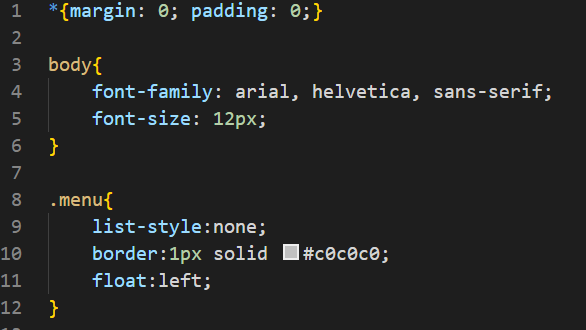 1 *{margin: 0; padding: 0;}
2
3 body{
4 font-family: arial, helvetica, sans-serif;
5 font-size: 12px;
6 }
7
8 .menu{
9 list-style:none;
10 border:1px solid #c0c0c0;
11 float:left;
12 }